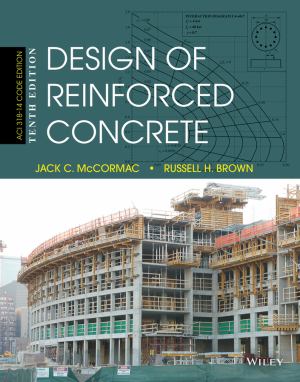 ACI 318-14 CODE EDITION
TENTH EDITION
DESIGN OF
REINFORCED
CONCRETE
JACK C. McCORMAC • RUSSELL H. BROWN
WILEY